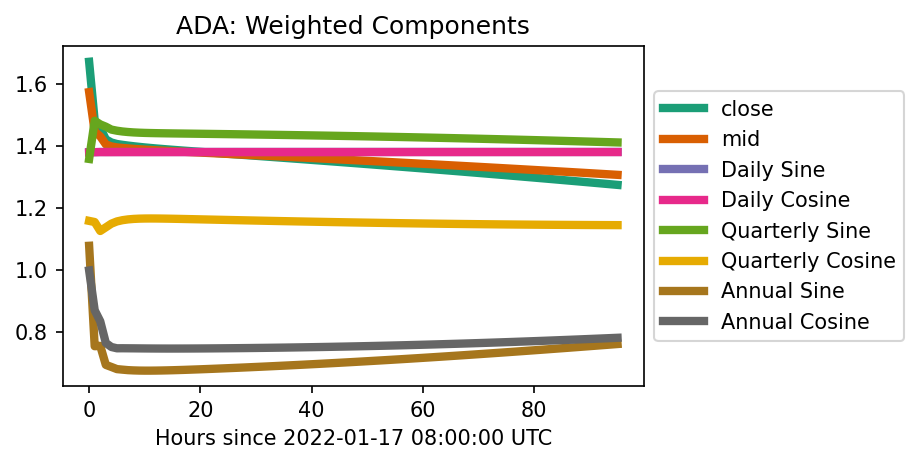 ADA: Weighted Components
1.6
1.4
1.2
1.0
0.8
0 20 40 60 80
Hours since 2022-01-17 08:00:00 UTC
close
mid
Daily Sine
Daily Cosine
Quarterly Sine
Quarterly Cosine
Annual Sine
Annual Cosine